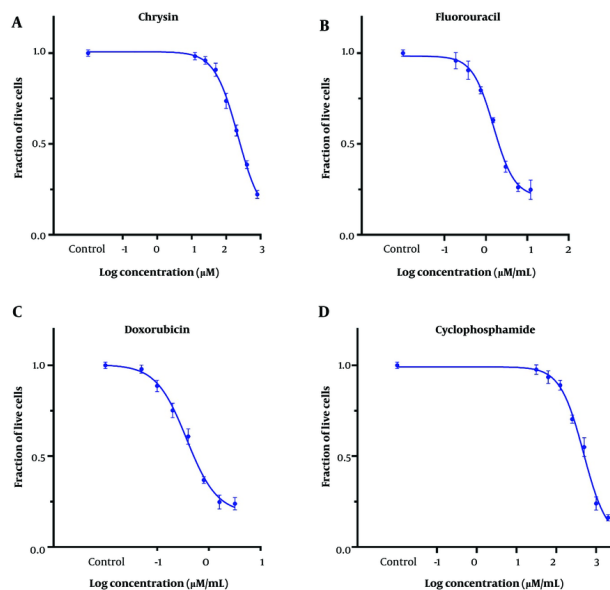 A
Chrysin
1.0
0.5
0.0
Fraction of live cells
Control -1 0 1 2 3
Log concentration (µM)
B
Fluorouracil
1.0
0.5
0.0
Fraction of live cells
Control -1 0 1 2
Log concentration (µM/mL)
C
Doxorubicin
1.0
0.5
0.0
Fraction of live cells
Control -1 0 1
Log concentration (µM/mL)
D
Cyclophosphamide
1.0
0.5
0.0
Fraction of live cells
Control -1 0 1 2 3
Log concentration (µM/mL)